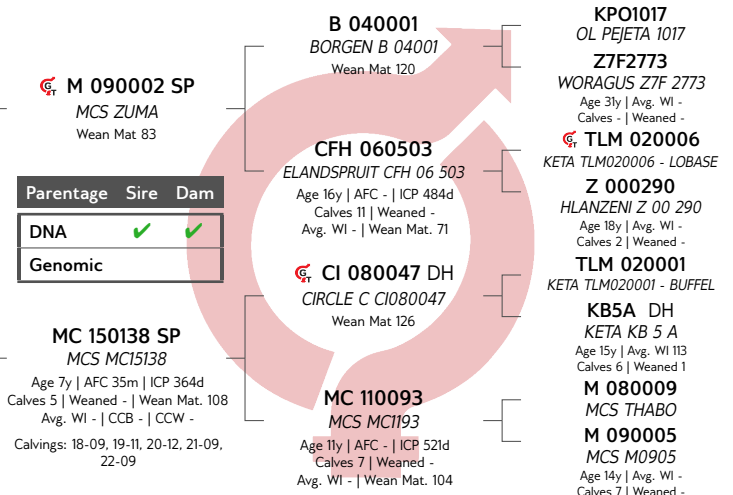 M 090002 SP
MCS ZUMA
Wean Mat 83
Parentage Sire Dam
DNA ✔ ✔
Genomic
MC 150138 SP
MCS MC15138
Age 7y | AFC 35m | ICP 364d
Calves 5 | Weaned - | Wean Mat. 108
Avg. WI - | CCB - | CCW -
Calvings: 18-09, 19-11, 20-12, 21-09,
22-09
B 040001
BORGEN B 04001
Wean Mat 120
CFH 060503
ELANDSPRUIT CFH 06 503
Age 16y | AFC - | ICP 484d
Calves 11 | Weaned -
Avg. WI - | Wean Mat. 71
CI 080047 DH
CIRCLE C CI080047
Wean Mat 126
MC 110093
MCS MC1193
Age 11y | AFC - | ICP 521d
Calves 7 | Weaned -
Avg. WI - | Wean Mat. 104
KPO1017
OL PEJETA 1017
Z7F2773
WORAGUS Z7F 2773
Age 31y | Avg. WI -
Calves - | Weaned -
TLM 020006
KETA TLM020006 - LOBASE
Z 000290
HLANZENI Z 00 290
Age 18y | Avg. WI -
Calves 2 | Weaned -
TLM 020001
KETA TLM020001 - BUFFEL
KB5A DH
KETA KB 5 A
Age 15y | Avg. WI 113
Calves 6 | Weaned 1
M 080009
MCS THABO
M 090005
MCS M0905
Age 14y | Avg. WI -
Calves 7 | Weaned -